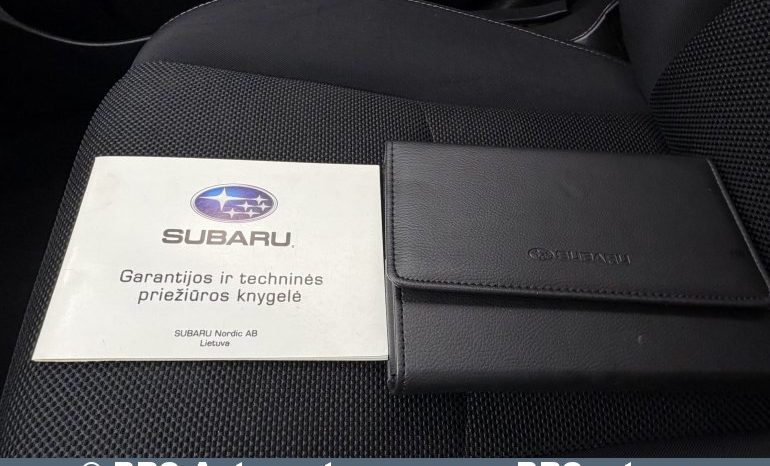 SUBARU
Garantijos ir techninės
priežiūros knygelė
SUBARU Nordic AB
Lietuva
SUBARU